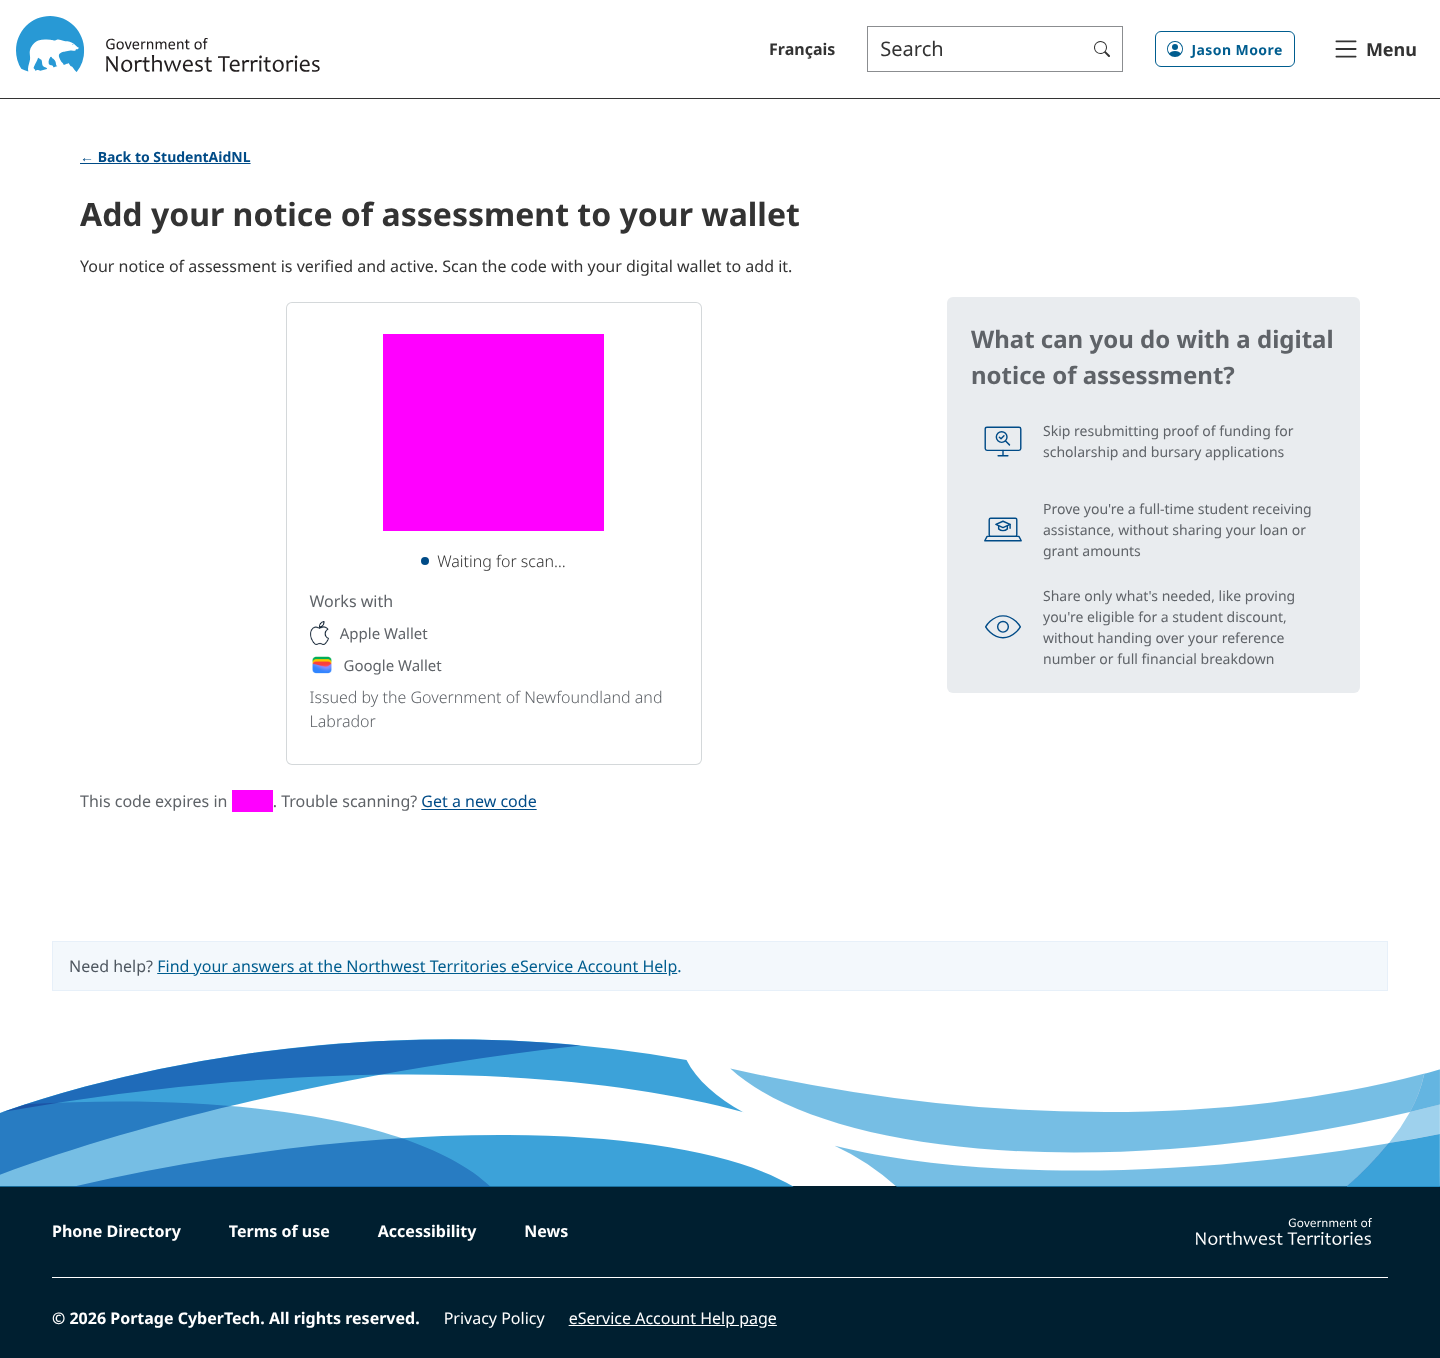 Government of
Northwest Territories
Français
Search
Jason Moore
Menu
← Back to StudentAidNL
Add your notice of assessment to your wallet
Your notice of assessment is verified and active. Scan the code with your digital wallet to add it.
Waiting for scan...
Works with
Apple Wallet
Google Wallet
Issued by the Government of Newfoundland and
Labrador
This code expires in . Trouble scanning? Get a new code
What can you do with a digital
notice of assessment?
Skip resubmitting proof of funding for
scholarship and bursary applications
Prove you're a full-time student receiving
assistance, without sharing your loan or
grant amounts
Share only what's needed, like proving
you're eligible for a student discount,
without handing over your reference
number or full financial breakdown
Need help? Find your answers at the Northwest Territories eService Account Help.
Phone Directory
Terms of use
Accessibility
News
Government of
Northwest Territories
© 2026 Portage CyberTech. All rights reserved.
Privacy Policy
eService Account Help page